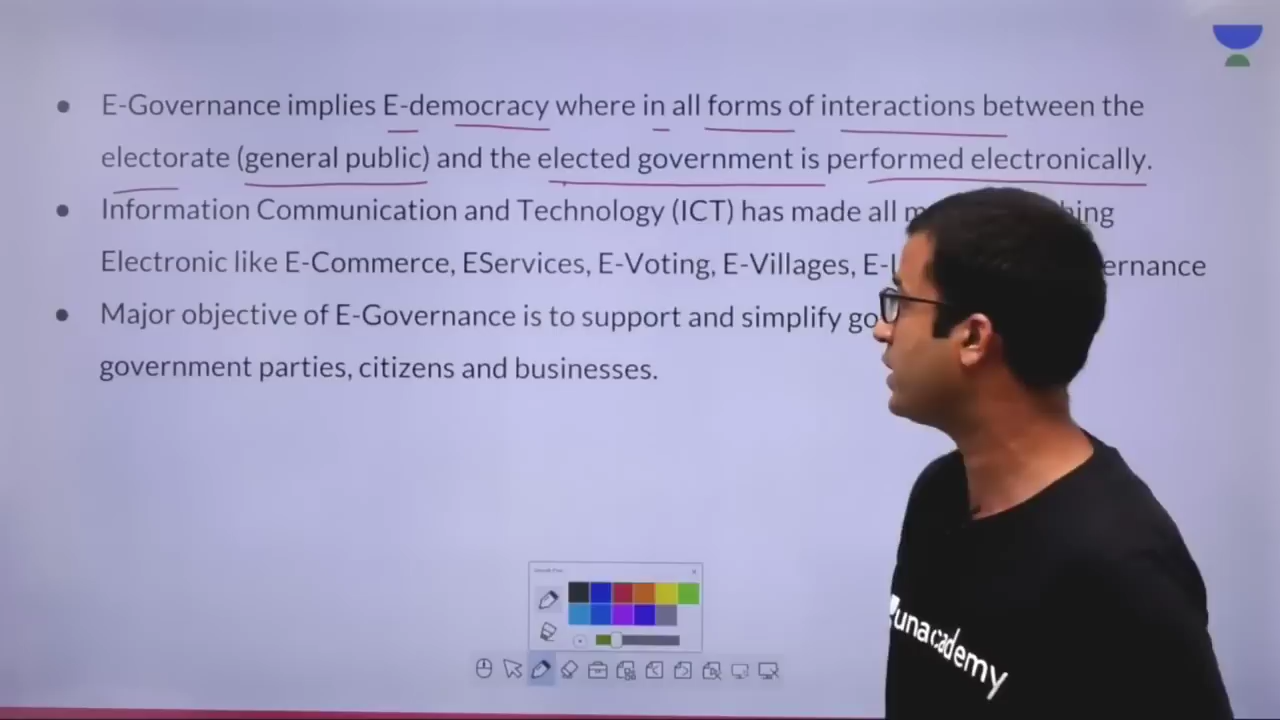 E-Governance implies E-democracy where in all forms of interactions between the
electorate (general public) and the elected government is performed electronically.
Information Communication and Technology (ICT) has made all
Electronic like E-Commerce, EServices, E-Voting, E-Villages,
Major objective of E-Governance is to support and simplify
government parties, citizens and businesses.
unacademy